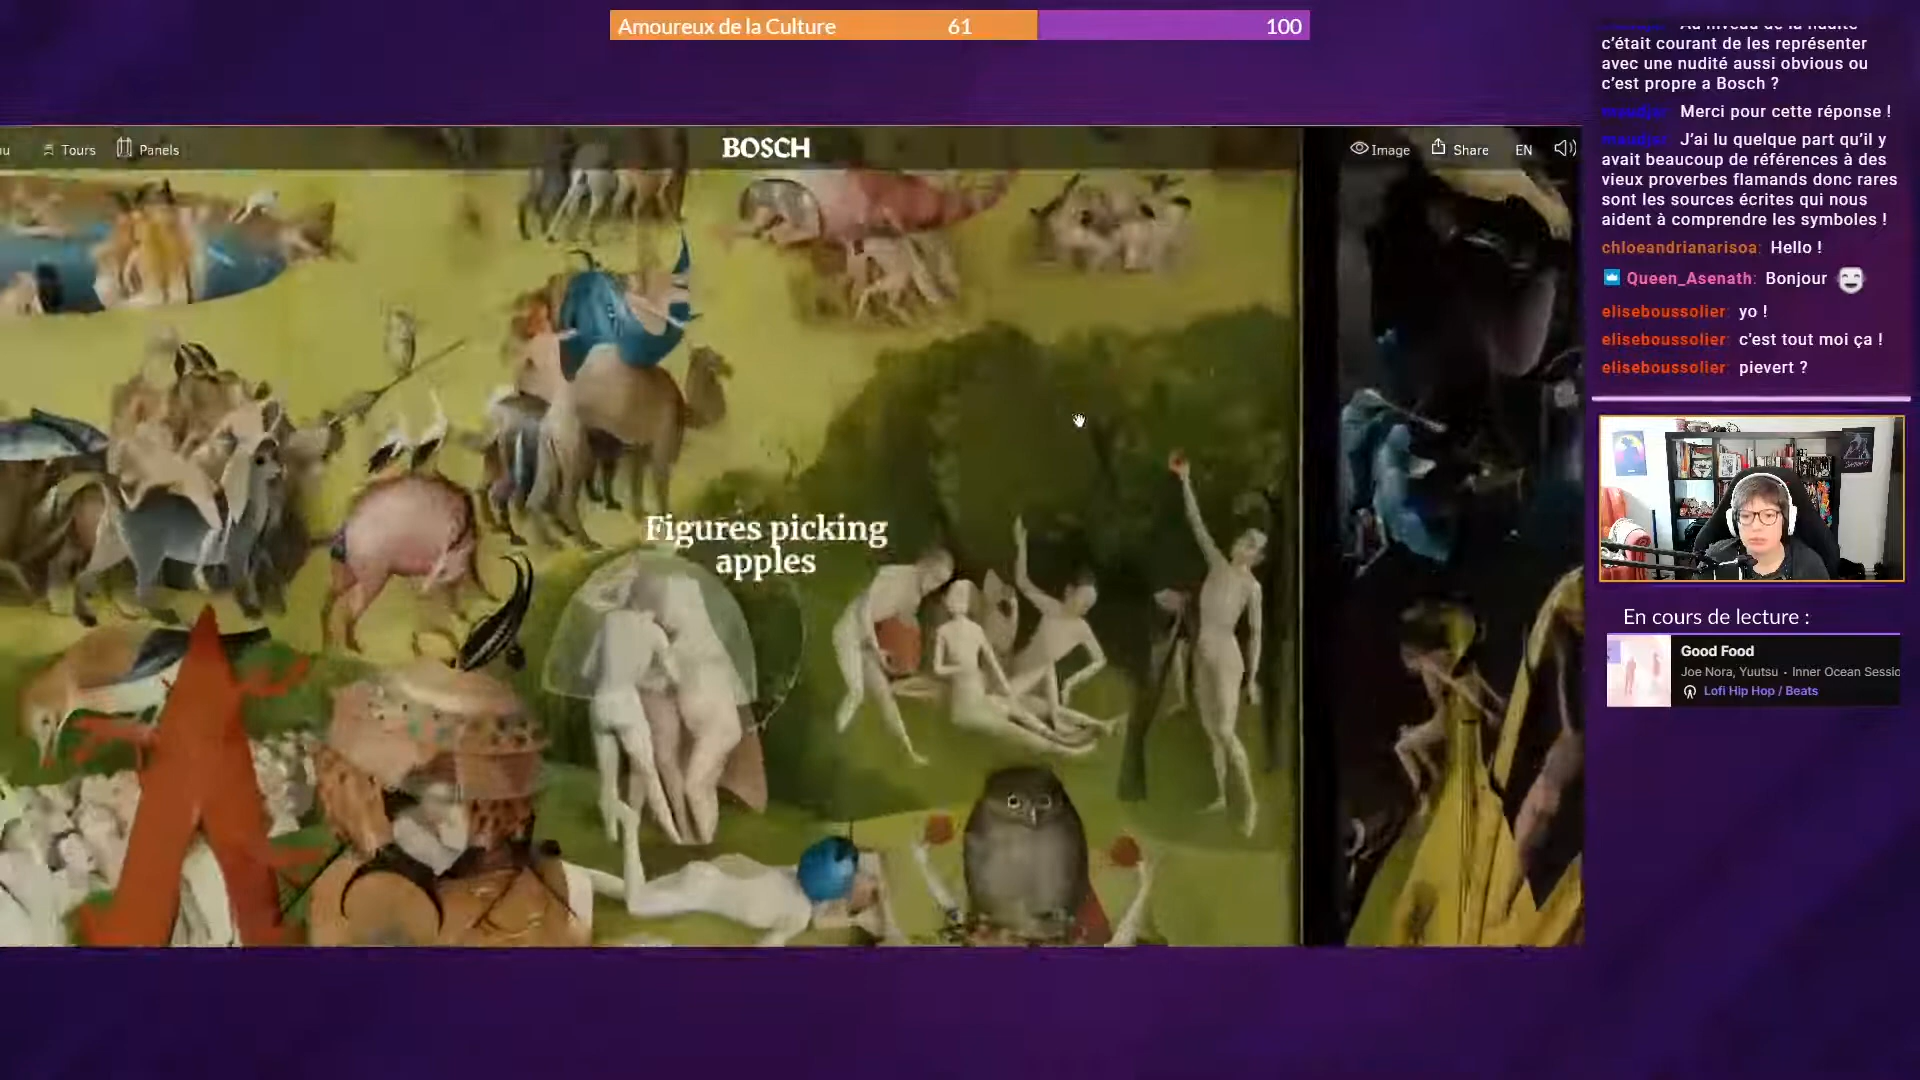 Amoureux de la Culture 61 100
Tours Panels BOSCH Image Share EN
Figures picking
apples
c'était courant de les représenter
avec une nudité aussi obvious ou
c'est propre a Bosch ?
Merci pour cette réponse !
J'ai lu quelque part qu'il y
avait beaucoup de références à des
vieux proverbes flamands donc rares
sont les sources écrites qui nous
aident à comprendre les symboles !
chloeandrianarisoa: Hello !
Queen_Asenath: Bonjour
eliseboussolier: yo !
eliseboussolier: c'est tout moi ça !
eliseboussolier: pievert ?
En cours de lecture :
Good Food
Joe Nora, Yuutsu • Inner Ocean Sessio
Lofi Hip Hop / Beats